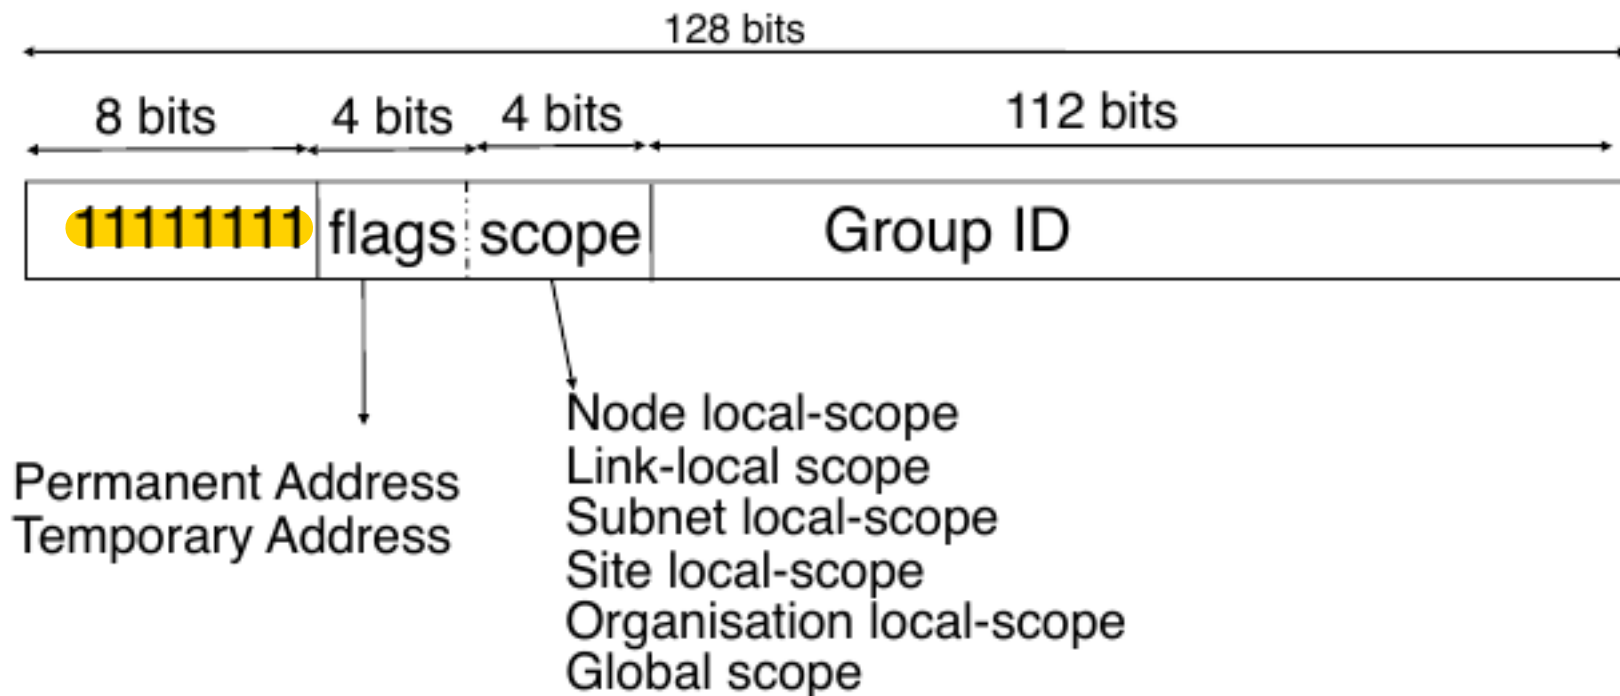 128 bits
8 bits 4 bits 4 bits 112 bits
11111111 flags scope Group ID
Permanent Address
Temporary Address
Node local-scope
Link-local scope
Subnet local-scope
Site local-scope
Organisation local-scope
Global scope